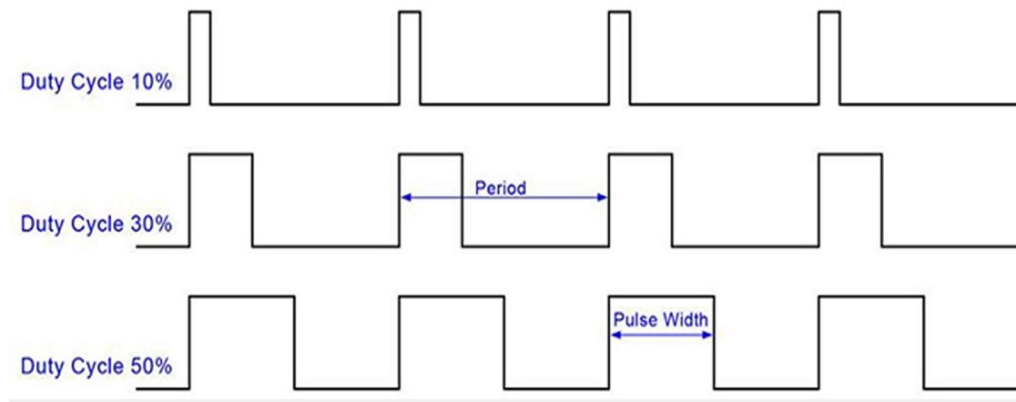 Duty Cycle 10%
Period
Duty Cycle 30%
Pulse Width
Duty Cycle 50%